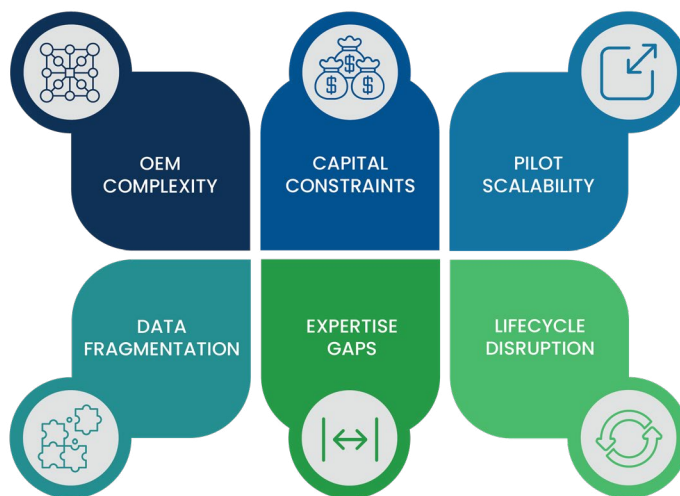 OEM
COMPLEXITY
CAPITAL
CONSTRAINTS
PILOT
SCALABILITY
DATA
FRAGMENTATION
EXPERTISE
GAPS
LIFECYCLE
DISRUPTION
$
$
$